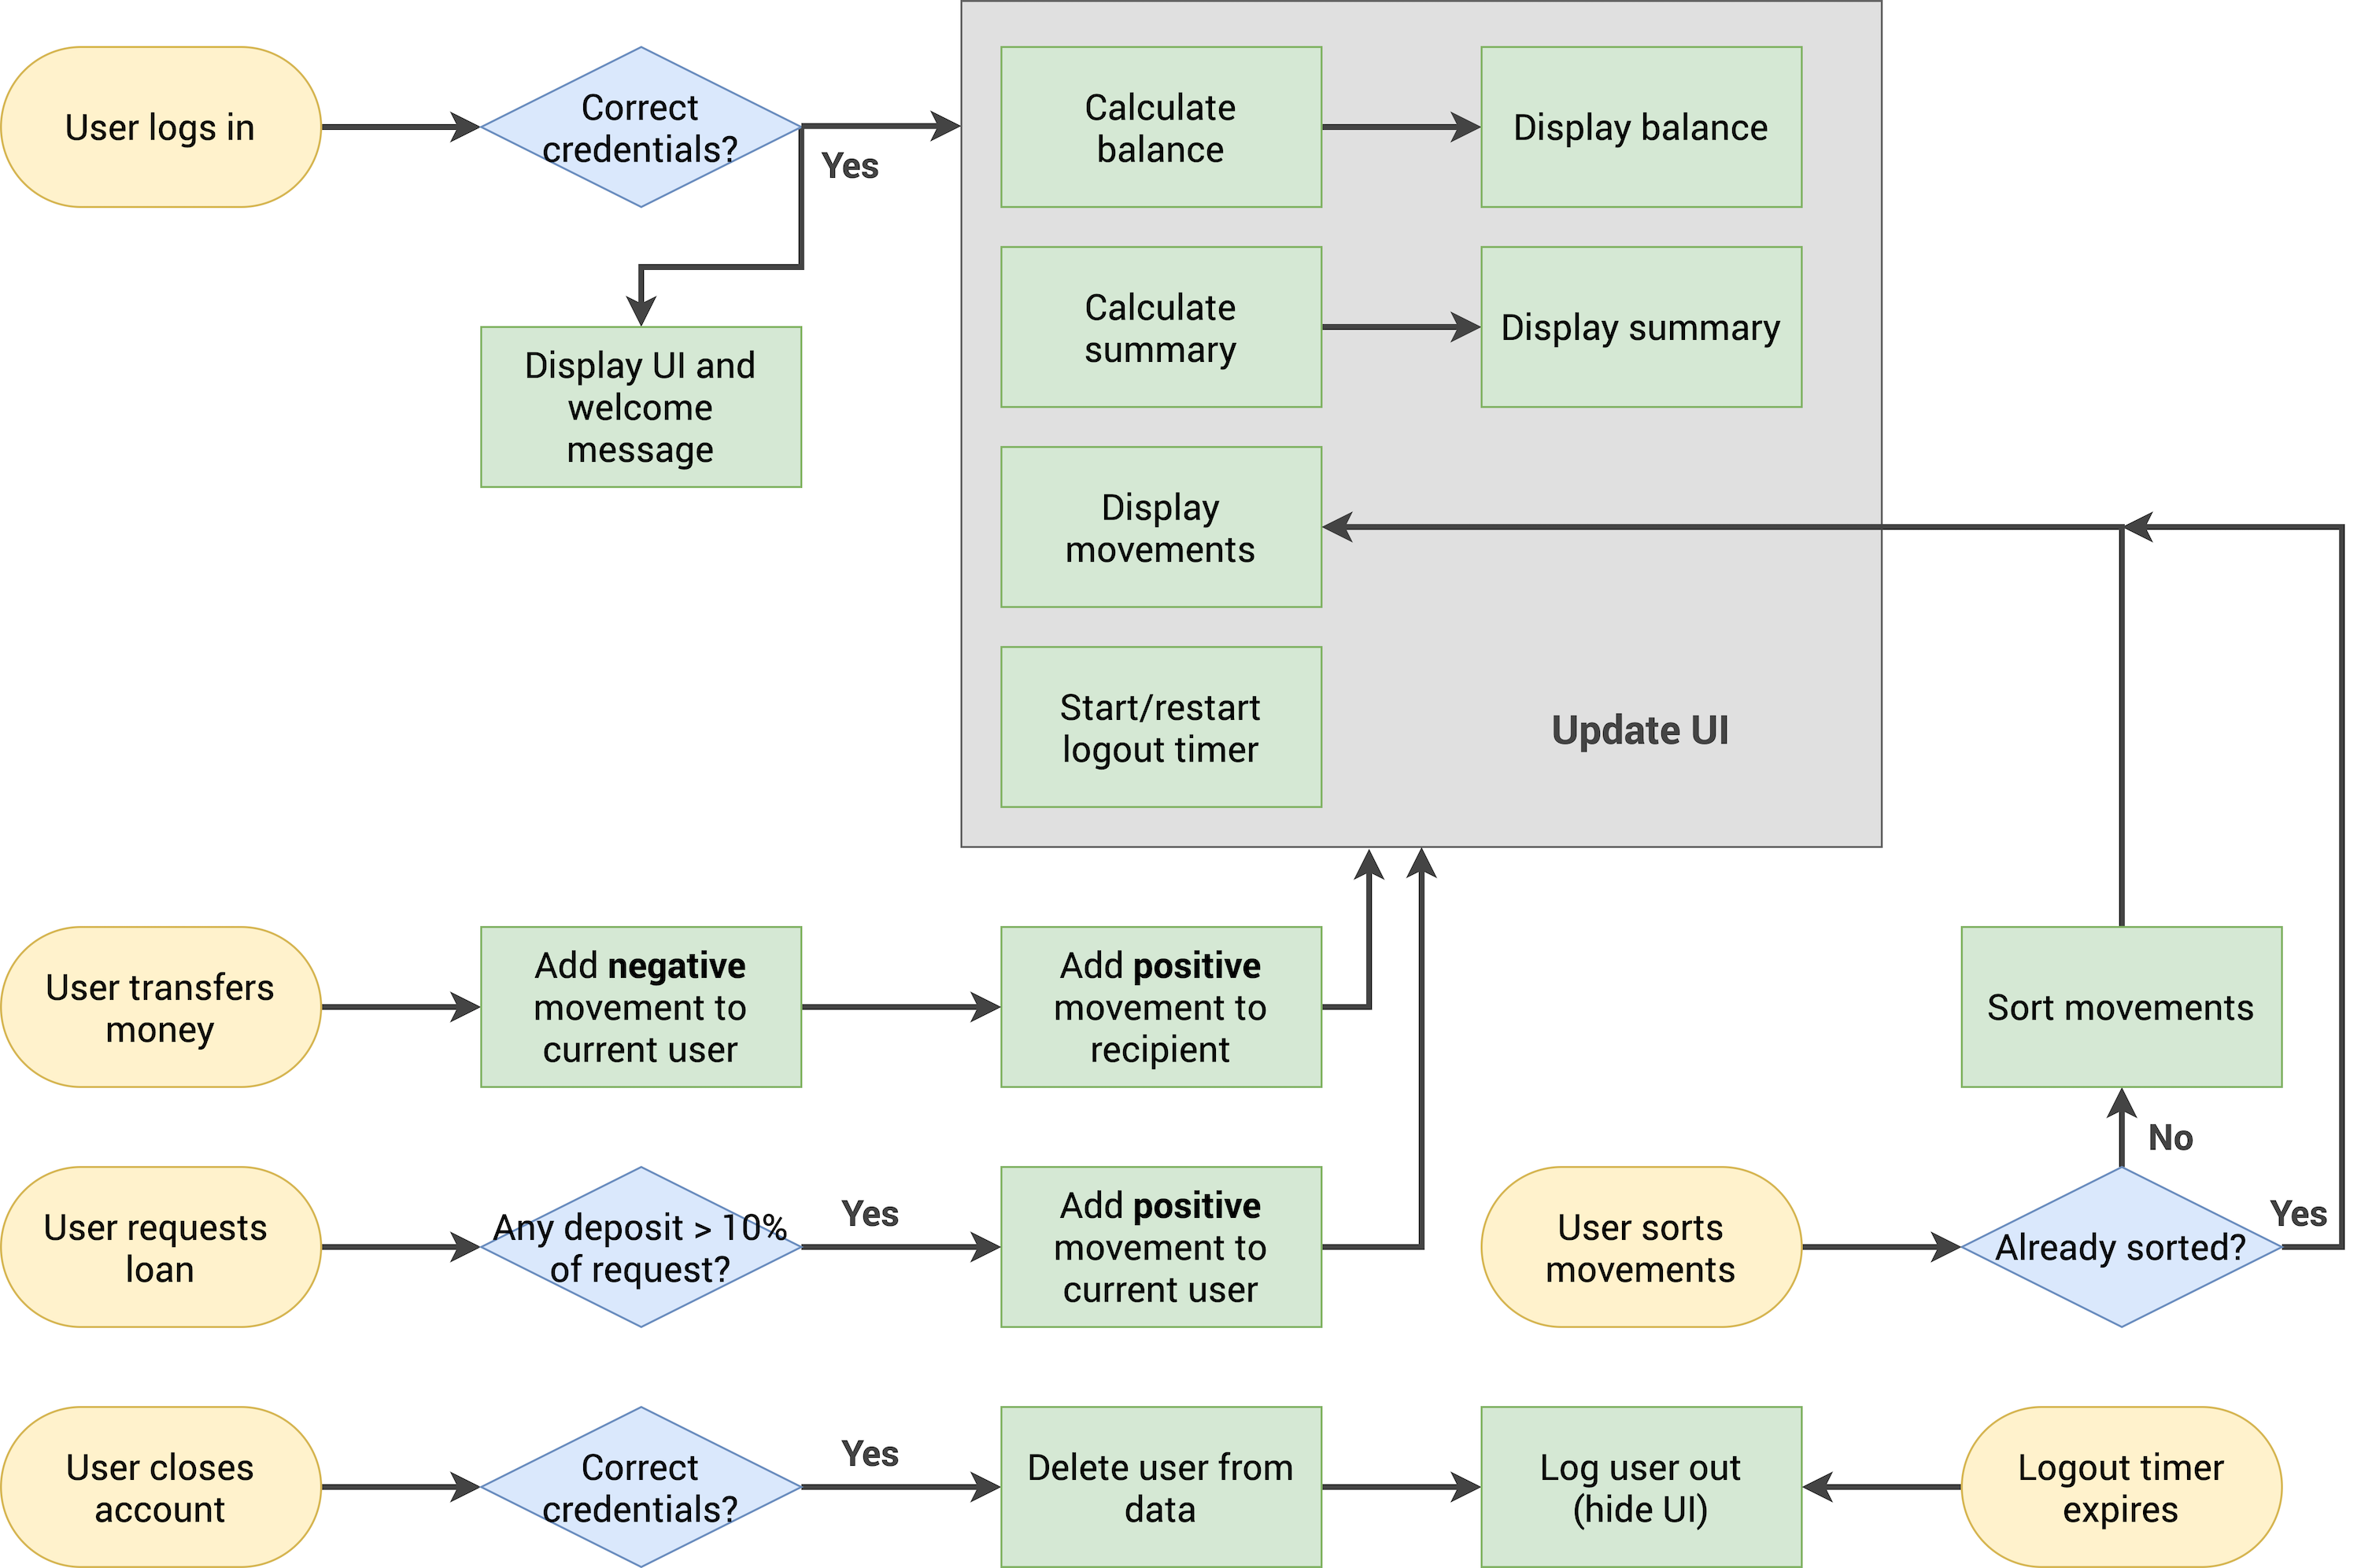 User logs in
Correct
credentials?
Yes
Display UI and
welcome
message
Calculate
balance
Display balance
Calculate
summary
Display summary
Display
movements
Start/restart
logout timer
Update UI
User transfers
money
Add negative
movement to
current user
Add positive
movement to
recipient
Sort movements
No
User requests
loan
Any deposit > 10%
of request?
Yes
Add positive
movement to
current user
User sorts
movements
Already sorted?
Yes
User closes
account
Correct
credentials?
Yes
Delete user from
data
Log user out
(hide UI)
Logout timer
expires